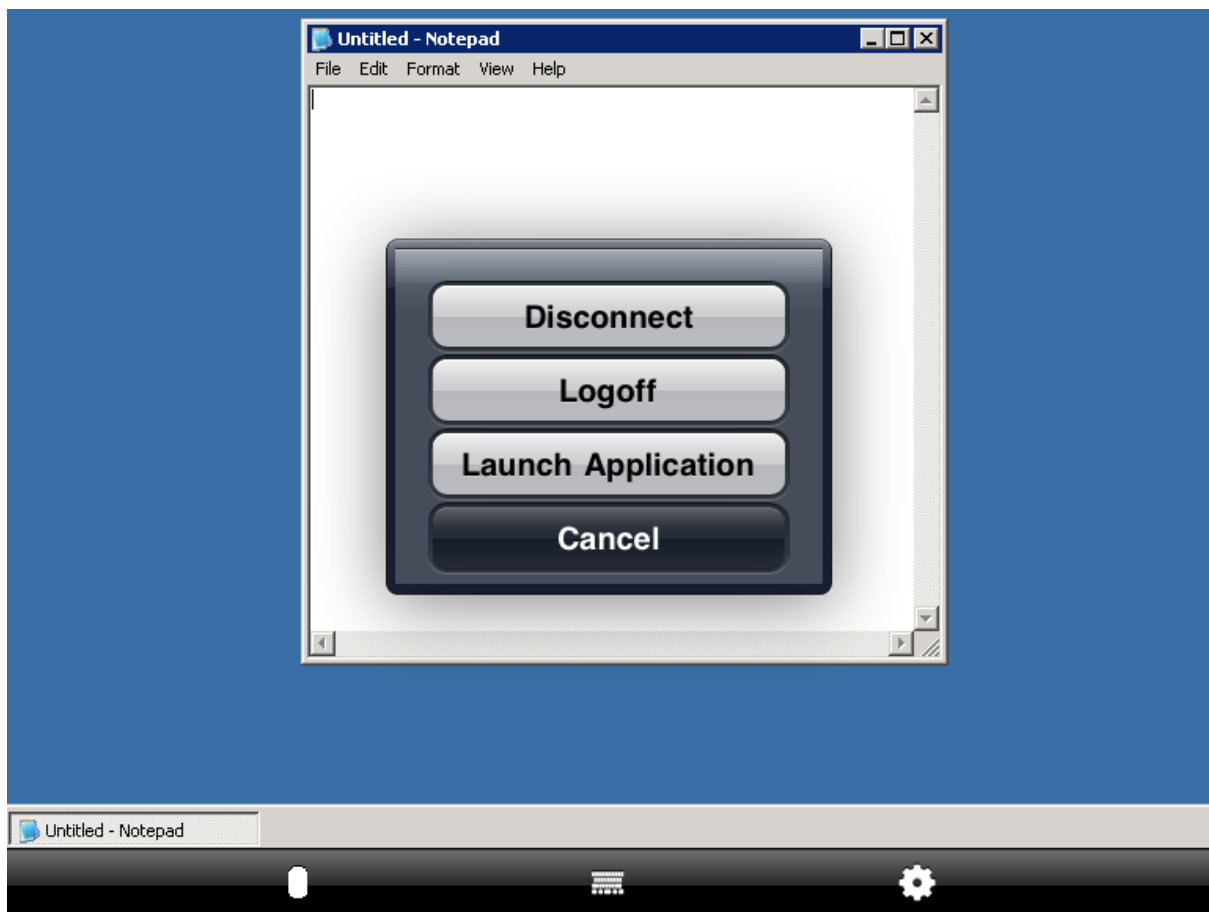 Untitled - Notepad
File Edit Format View Help
Disconnect
Logoff
Launch Application
Cancel
Untitled - Notepad